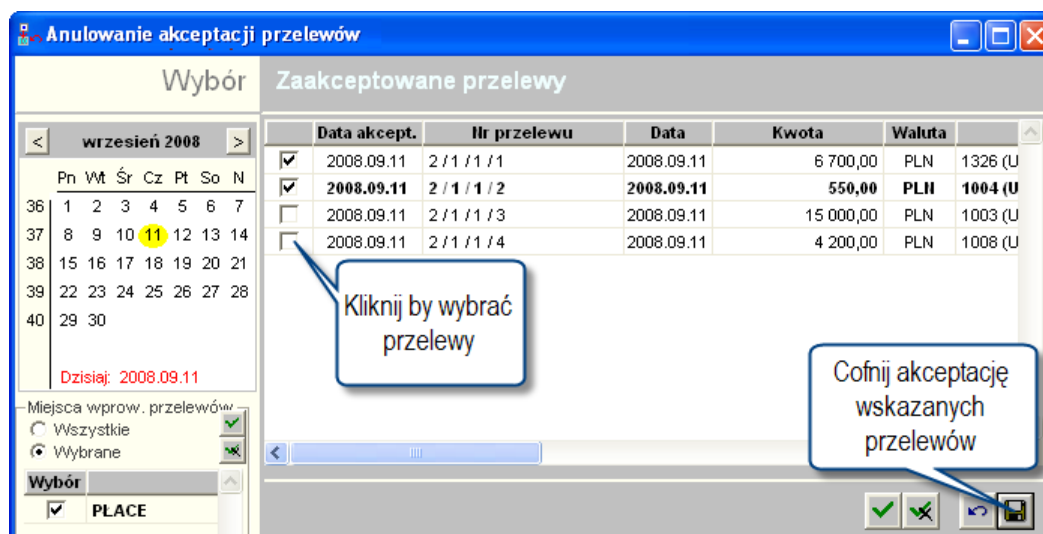 Anulowanie akceptacji przelewów
Wybór
Zaakceptowane przelewy
< wrzesień 2008 >
Pn Wt Śr Cz Pt So N
36 1 2 3 4 5 6 7
37 8 9 10 11 12 13 14
38 15 16 17 18 19 20 21
39 22 23 24 25 26 27 28
40 29 30
Dzisiaj: 2008.09.11
Miejsca wprow. przelewów
Wszystkie
Wybrane
Wybór
PŁACE
Data akcept. Nr przelewu Data Kwota Waluta
2008.09.11 2 / 1 / 1 / 1 2008.09.11 6 700,00 PLN 1326 (U
2008.09.11 2 / 1 / 1 / 2 2008.09.11 550,00 PLN 1004 (U
2008.09.11 2 / 1 / 1 / 3 2008.09.11 15 000,00 PLN 1003 (U
2008.09.11 2 / 1 / 1 / 4 2008.09.11 4 200,00 PLN 1008 (U
Kliknij by wybrać
przelewy
Cofnij akceptację
wskazanych
przelewów